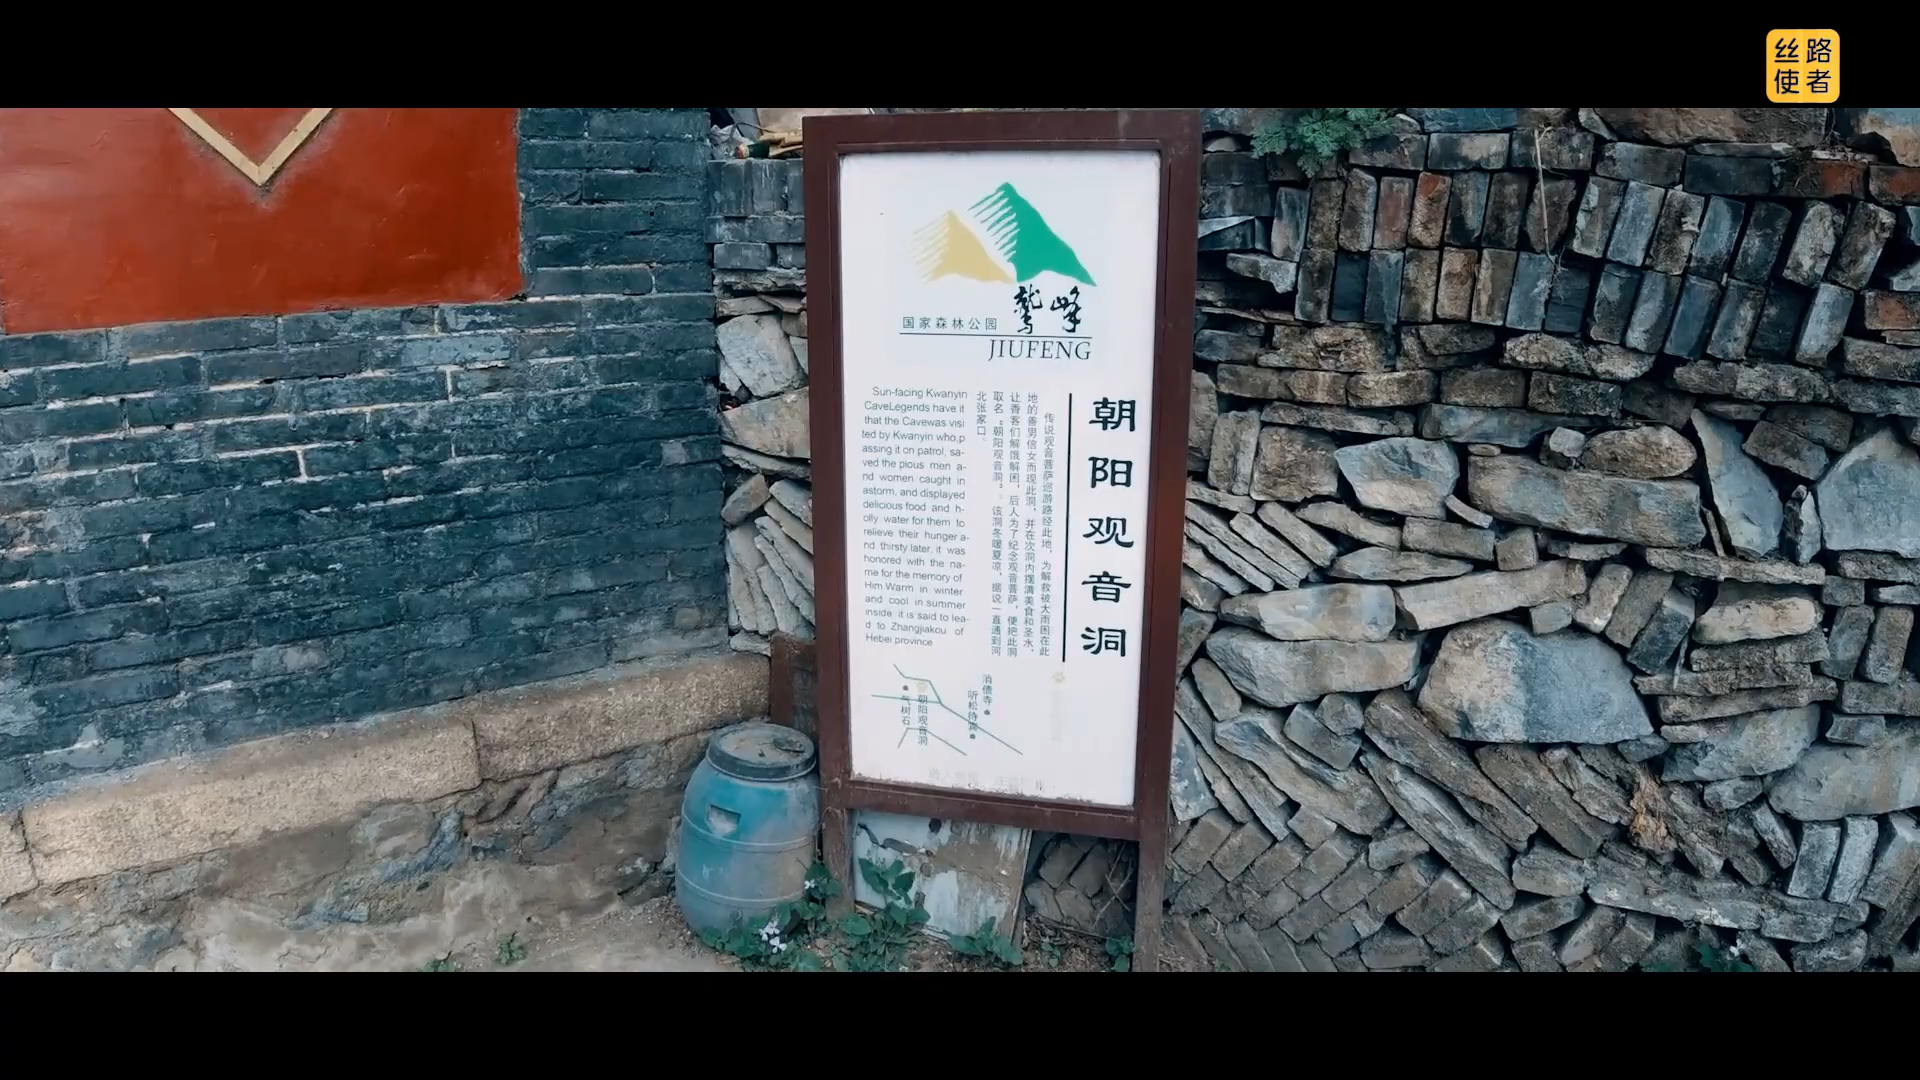 丝路
使者
鹫峰
国家森林公园
JIUFENG
朝阳观音洞
传说观音菩萨巡游路经此地，为解救被大雨困在此
地的善男信女而现此洞，并在次洞内摆满美食和圣水，
让香客们解饿解困，后人为了纪念观音菩萨，便把此洞
取名“朝阳观音洞”。该洞冬暖夏凉，据说一直通到河
北张家口。
Sun-facing Kwanyin
CaveLegends have it
that the Cavewas visi
ted by Kwanyin who,p
assing it on patrol, sa-
ved the pious men a-
nd women caught in
astorm, and displayed
delicious food and h-
olly water for them to
relieve their hunger a-
nd thirsty later, it was
honored with the na-
me for the memory of
Him Warm in winter
and cool in summer
inside, it is said to lea-
d to Zhangjiakou of
Hebei province
消债寺
听松待宾
朝阳观音洞